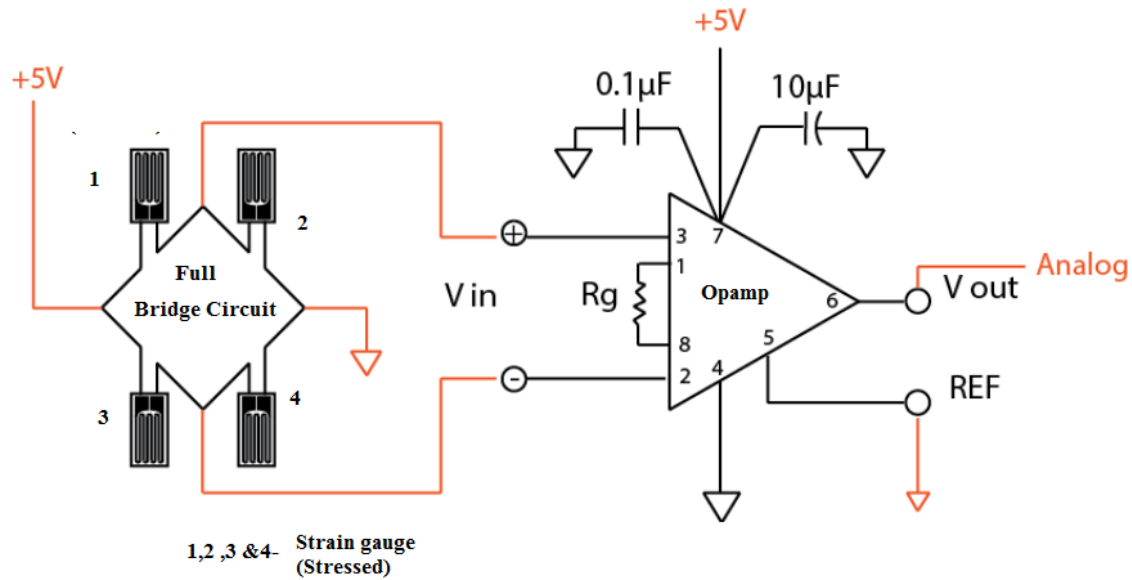 +5V
+5V
0.1µF
10µF
1
2
Full
Bridge Circuit
3
4
V in
Rg
3
7
1
Opamp
6
8
5
2
4
Analog
V out
REF
1,2 ,3 &4- Strain gauge
(Stressed)